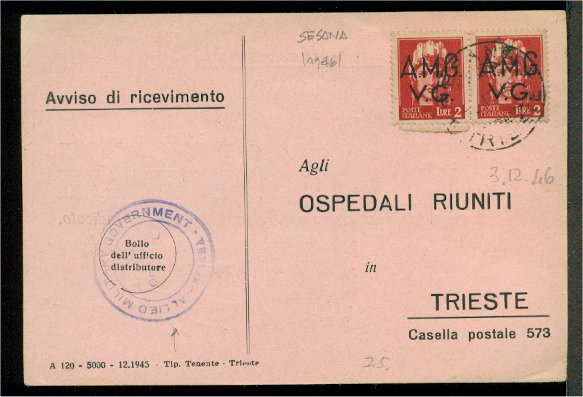 SESANA
(1946)
A.M.G.
V.G.
POSTE ITALIANE
LIRE 2
A.M.G.
V.G.
POSTE ITALIANE
LIRE 2
Avviso di ricevimento
3.12.46
Agli
OSPEDALI RIUNITI
in
TRIESTE
Casella postale 573
ALLIED MILITARY GOVERNMENT
Bollo
dell'ufficio
distributore
A 120 - 5000 - 12.1945 - Tip. Tenente - Trieste
25.